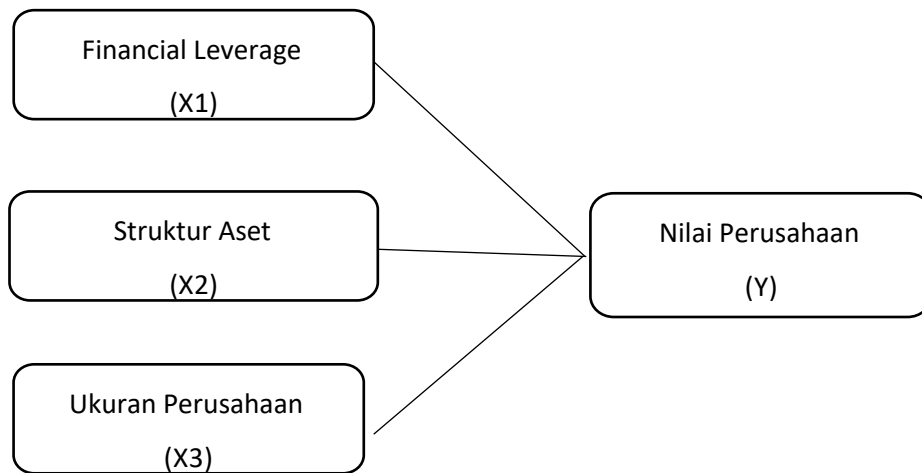 Financial Leverage
(X1)
Struktur Aset
(X2)
Nilai Perusahaan
(Y)
Ukuran Perusahaan
(X3)